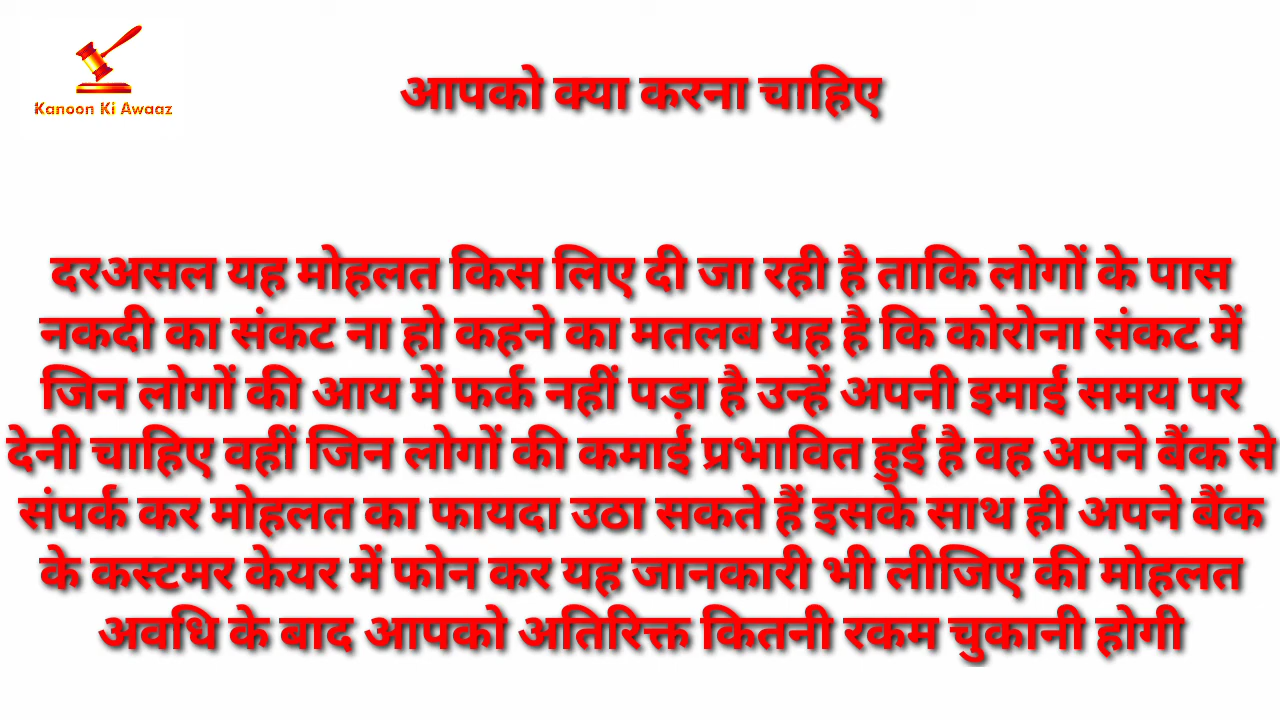 Kanoon Ki Awaaz
आपको क्या करना चाहिए
दरअसल यह मोहलत किस लिए दी जा रही है ताकि लोगों के पास
नकदी का संकट ना हो कहने का मतलब यह है कि कोरोना संकट में
जिन लोगों की आय में फर्क नहीं पड़ा है उन्हें अपनी इमाई समय पर
देनी चाहिए वहीं जिन लोगों की कमाई प्रभावित हुई है वह अपने बैंक से
संपर्क कर मोहलत का फायदा उठा सकते हैं इसके साथ ही अपने बैंक
के कस्टमर केयर में फोन कर यह जानकारी भी लीजिए की मोहलत
अवधि के बाद आपको अतिरिक्त कितनी रकम चुकानी होगी